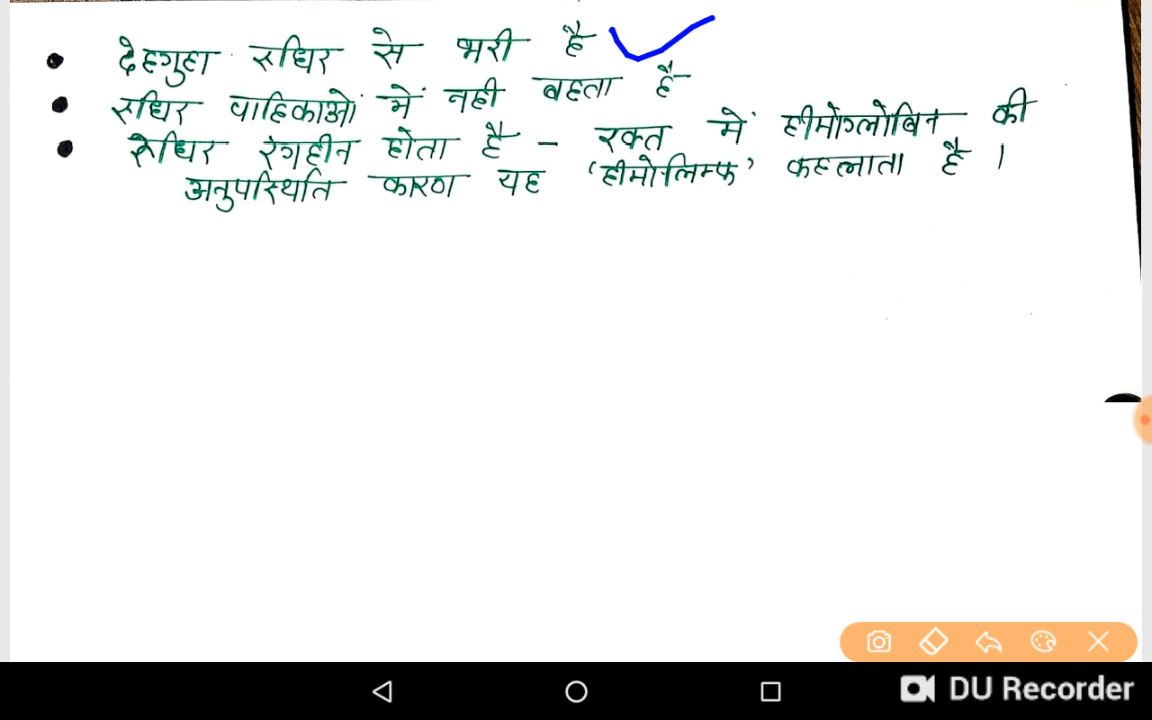 • देहगुहा रुधिर से भरी है
• रुधिर वाहिकाओं में नही बहता है
• रुधिर रंगहीन होता है – रक्त में हीमोग्लोबिन की
अनुपस्थिति कारण यह 'हीमोलिम्फ' कहलाता है ।
DU Recorder